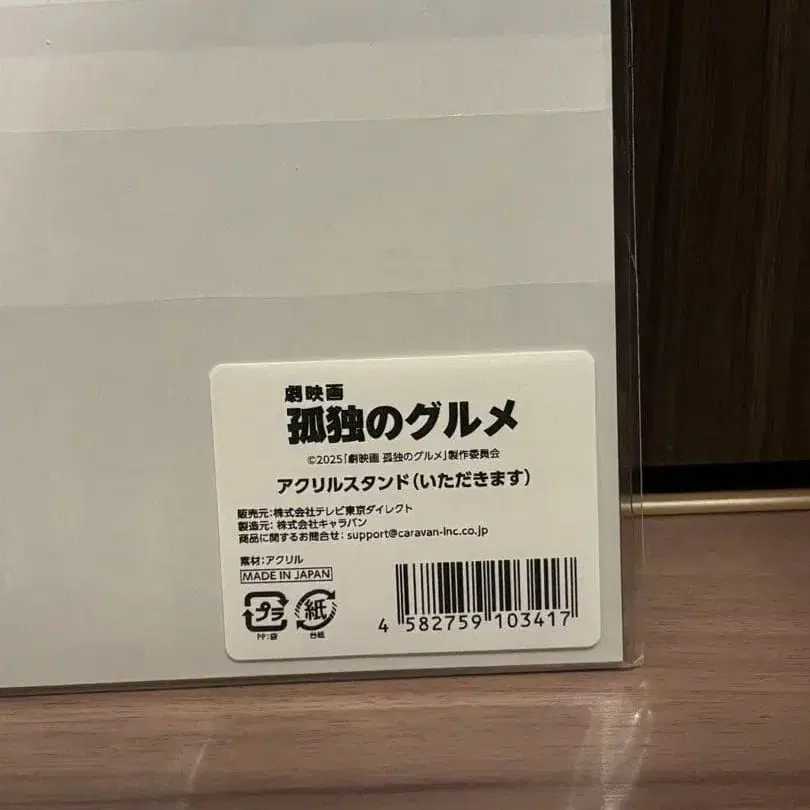 劇映画
孤独のグルメ
©2025「劇映画 孤独のグルメ」製作委員会
アクリルスタンド(いただきます)
販売元:株式会社テレビ東京ダイレクト
製造元:株式会社キャラバン
商品に関するお問合せ:support@caravan-inc.co.jp
素材:アクリル
MADE IN JAPAN
プラ 紙
PP:袋 台紙
4 582759 103417